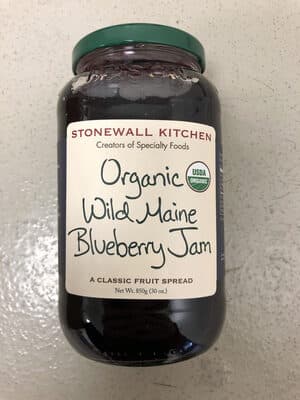 STONEWALL KITCHEN
Creators of Specialty Foods
Organic
USDA
ORGANIC
Wild Maine
Blueberry Jam
A CLASSIC FRUIT SPREAD
Net Wt. 850g (30 oz.)